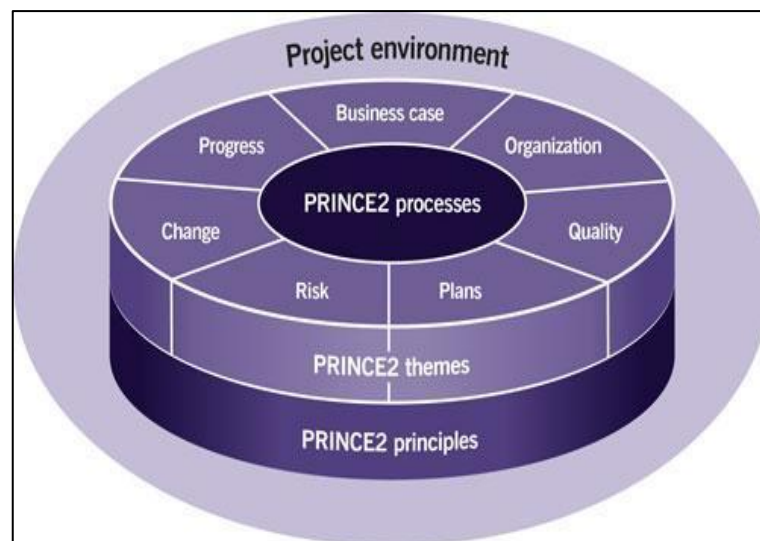 Project environment
Business case
Progress
Organization
PRINCE2 processes
Change
Quality
Risk
Plans
PRINCE2 themes
PRINCE2 principles